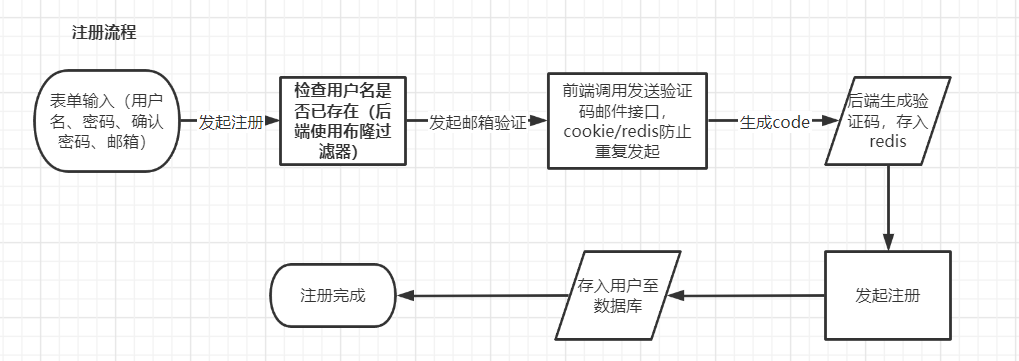 注册流程
表单输入（用户
名、密码、确认
密码、邮箱）
发起注册
检查用户名是
否已存在（后
端使用布隆过
滤器）
发起邮箱验证
前端调用发送验证
码邮件接口，
cookie/redis防止
重复发起
生成code
后端生成验
证码，存入
redis
发起注册
存入用户至
数据库
注册完成